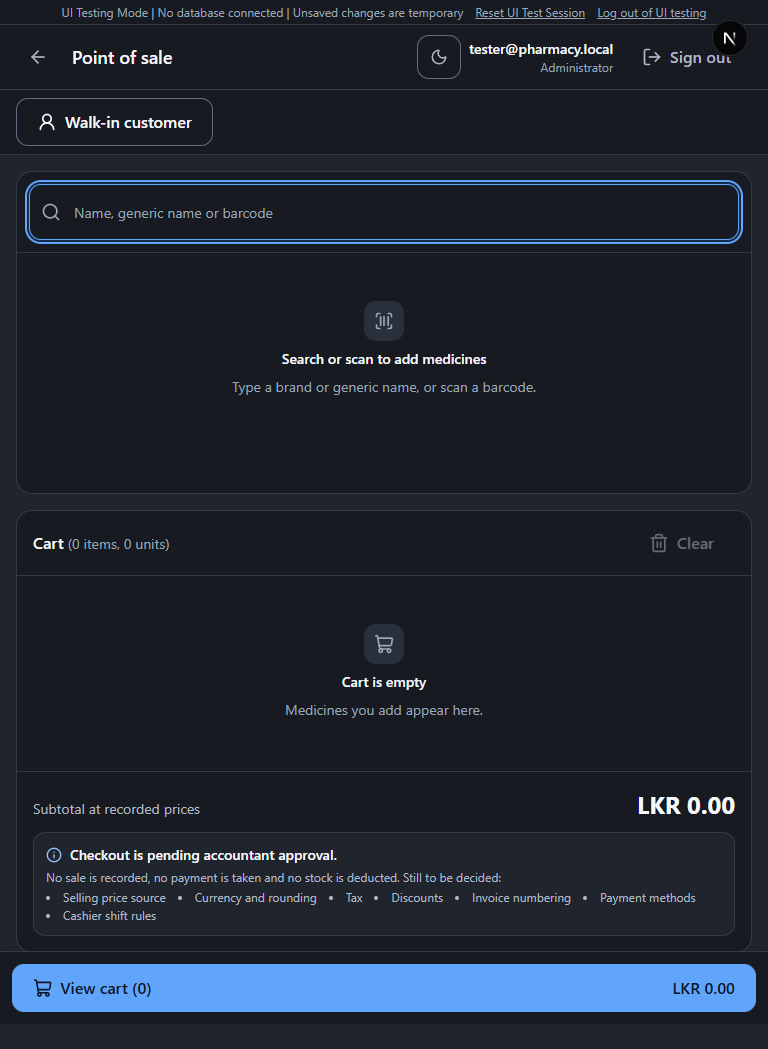 UI Testing Mode | No database connected | Unsaved changes are temporary Reset UI Test Session Log out of UI testing
Point of sale
tester@pharmacy.local
Administrator
Sign out
N
Walk-in customer
Name, generic name or barcode
Search or scan to add medicines
Type a brand or generic name, or scan a barcode.
Cart (0 items, 0 units)
Clear
Cart is empty
Medicines you add appear here.
Subtotal at recorded prices LKR 0.00
Checkout is pending accountant approval.
No sale is recorded, no payment is taken and no stock is deducted. Still to be decided:
• Selling price source • Currency and rounding • Tax • Discounts • Invoice numbering • Payment methods
• Cashier shift rules
View cart (0) LKR 0.00